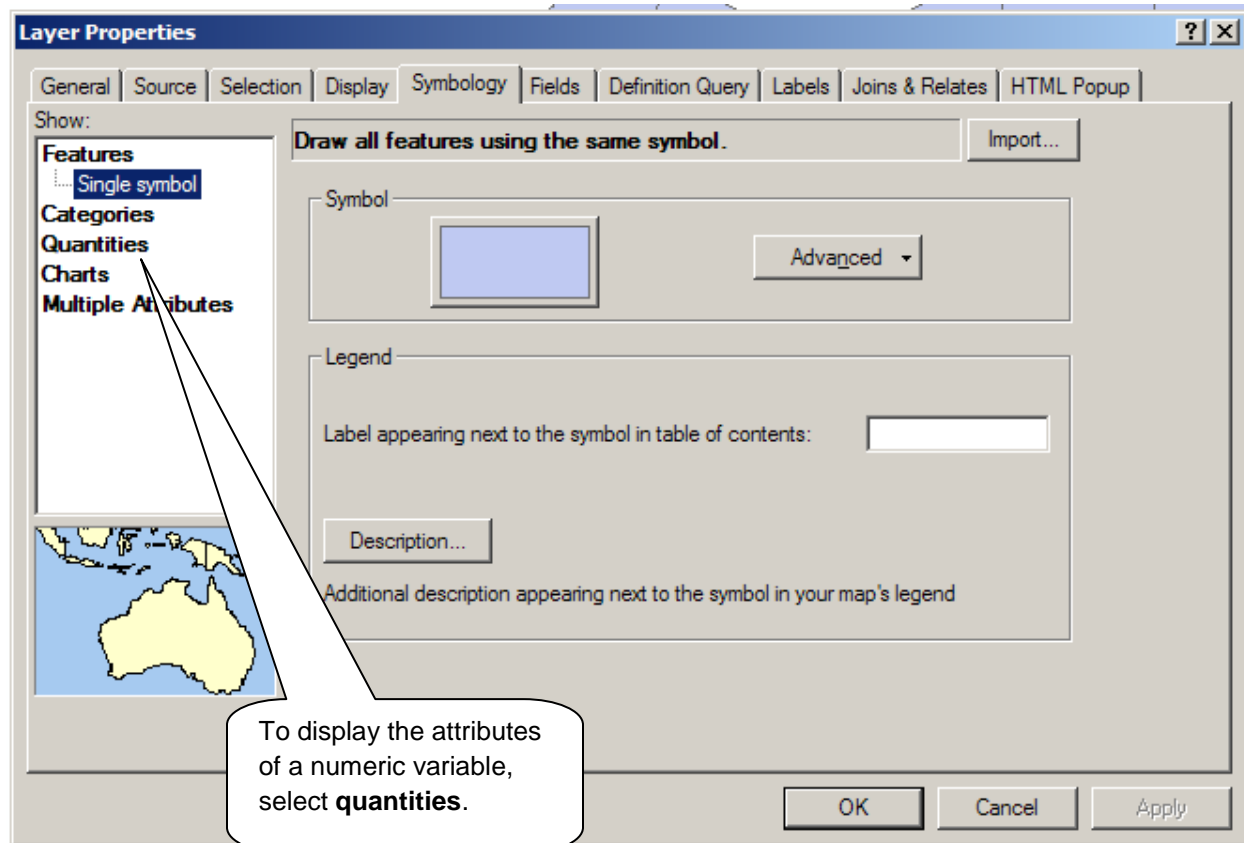 Layer Properties
? X
General Source Selection Display Symbology Fields Definition Query Labels Joins & Relates HTML Popup
Show:
Features
Single symbol
Categories
Quantities
Charts
Multiple Attributes
Draw all features using the same symbol.
Import...
Symbol
Advanced
Legend
Label appearing next to the symbol in table of contents:
Description...
Additional description appearing next to the symbol in your map's legend
To display the attributes
of a numeric variable,
select quantities.
OK Cancel Apply